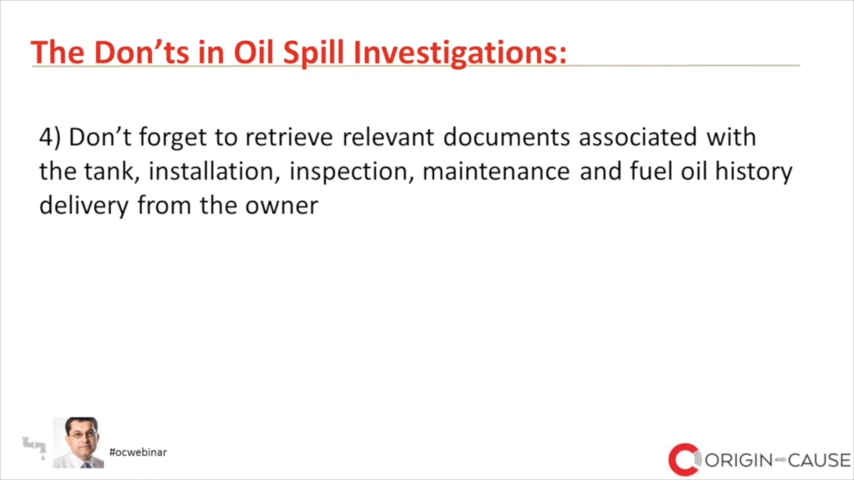 The Don'ts in Oil Spill Investigations:
4) Don't forget to retrieve relevant documents associated with
the tank, installation, inspection, maintenance and fuel oil history
delivery from the owner
#ocwebinar
ORIGIN AND CAUSE